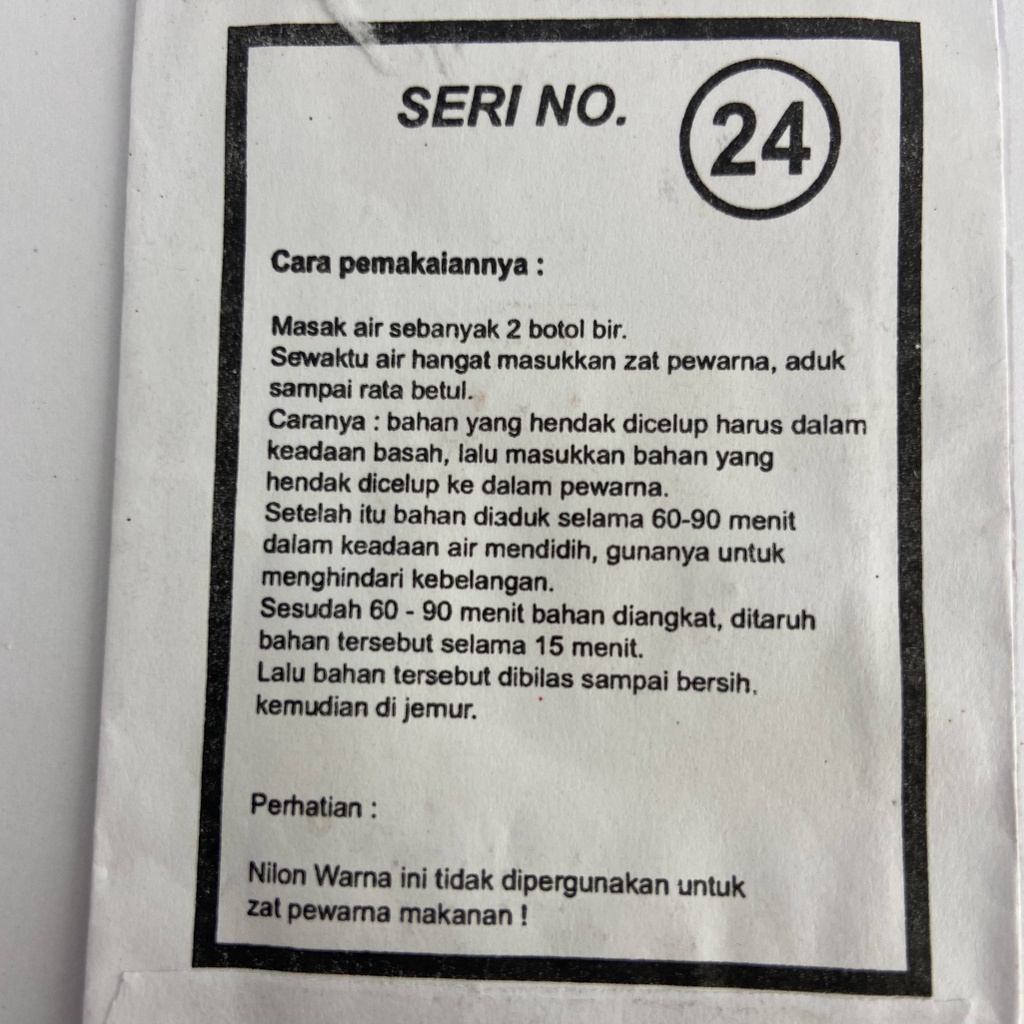 SERI NO. 24
Cara pemakaiannya :
Masak air sebanyak 2 botol bir.
Sewaktu air hangat masukkan zat pewarna, aduk
sampai rata betul.
Caranya : bahan yang hendak dicelup harus dalam
keadaan basah, lalu masukkan bahan yang
hendak dicelup ke dalam pewarna.
Setelah itu bahan diaduk selama 60-90 menit
dalam keadaan air mendidih, gunanya untuk
menghindari kebelangan.
Sesudah 60 - 90 menit bahan diangkat, ditaruh
bahan tersebut selama 15 menit.
Lalu bahan tersebut dibilas sampai bersih,
kemudian di jemur.
Perhatian :
Nilon Warna ini tidak dipergunakan untuk
zat pewarna makanan !